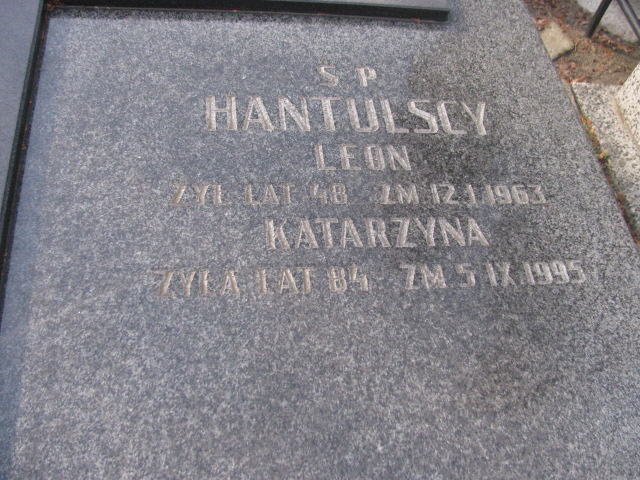 S P
HANTULSCY
LEON
ŻYŁ LAT 48 ZM 12.I.1963
KATARZYNA
ŻYŁA LAT 84 ZM 5 IX.1995